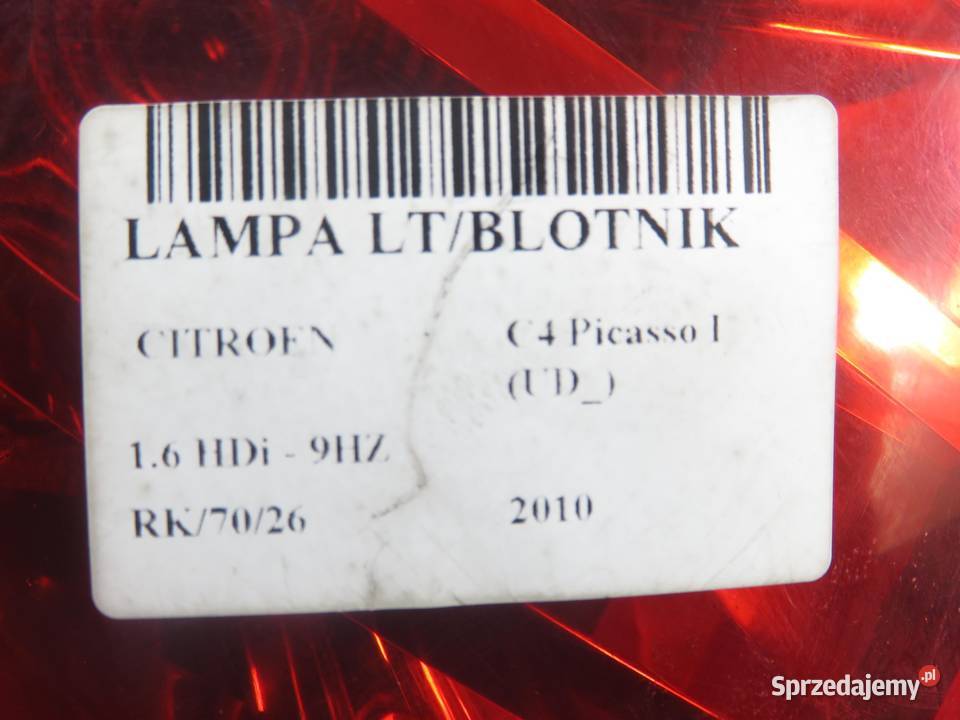 LAMPA LT/BLOTNIK
CITROEN C4 Picasso I
(UD_)
1.6 HDi - 9HZ
RK/70/26 2010
Sprzedajemy.pl